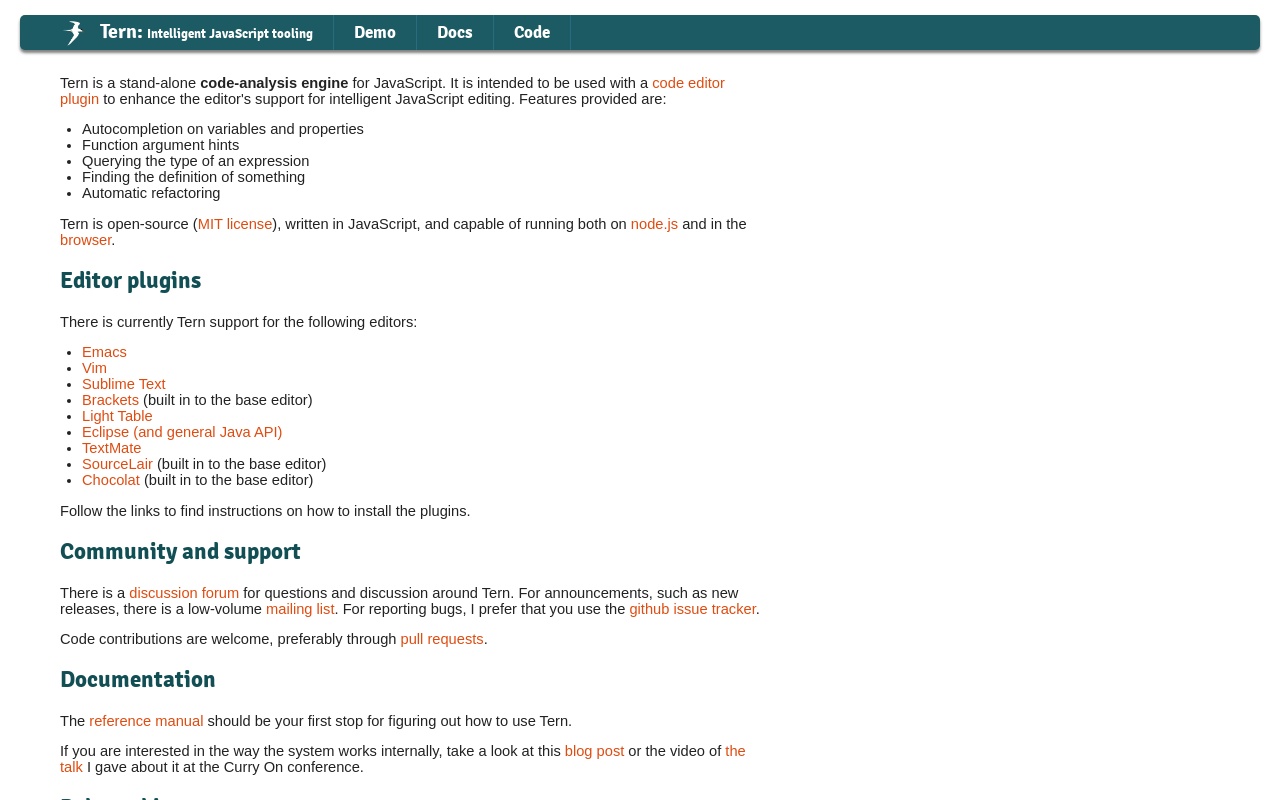 Tern: Intelligent JavaScript tooling Demo Docs Code
Tern is a stand-alone code-analysis engine for JavaScript. It is intended to be used with a code editor
plugin to enhance the editor's support for intelligent JavaScript editing. Features provided are:
• Autocompletion on variables and properties
• Function argument hints
• Querying the type of an expression
• Finding the definition of something
• Automatic refactoring
Tern is open-source (MIT license), written in JavaScript, and capable of running both on node.js and in the
browser.
Editor plugins
There is currently Tern support for the following editors:
• Emacs
• Vim
• Sublime Text
• Brackets (built in to the base editor)
• Light Table
• Eclipse (and general Java API)
• TextMate
• SourceLair (built in to the base editor)
• Chocolat (built in to the base editor)
Follow the links to find instructions on how to install the plugins.
Community and support
There is a discussion forum for questions and discussion around Tern. For announcements, such as new
releases, there is a low-volume mailing list. For reporting bugs, I prefer that you use the github issue tracker.
Code contributions are welcome, preferably through pull requests.
Documentation
The reference manual should be your first stop for figuring out how to use Tern.
If you are interested in the way the system works internally, take a look at this blog post or the video of the
talk I gave about it at the Curry On conference.